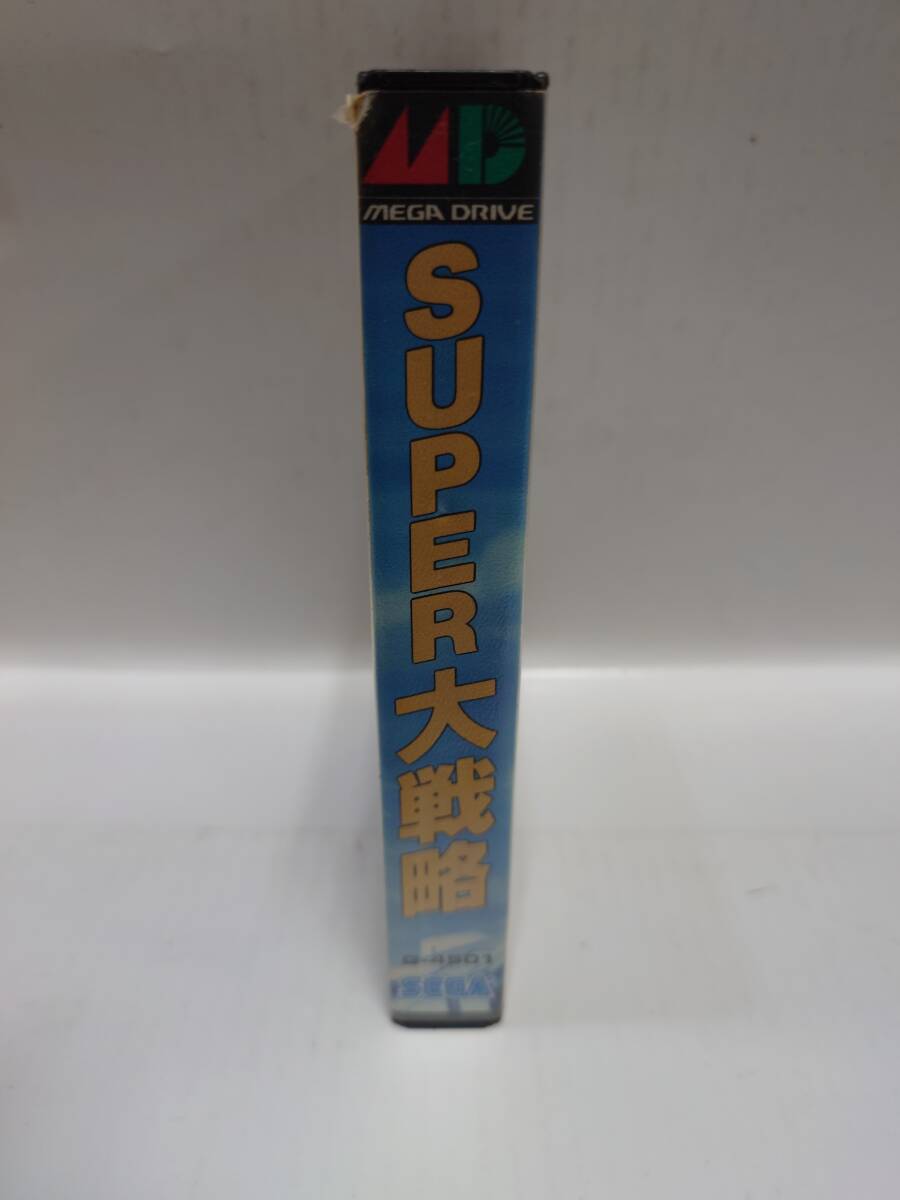 MD
MEGA DRIVE
SUPER大戦略
G-4501
SEGA